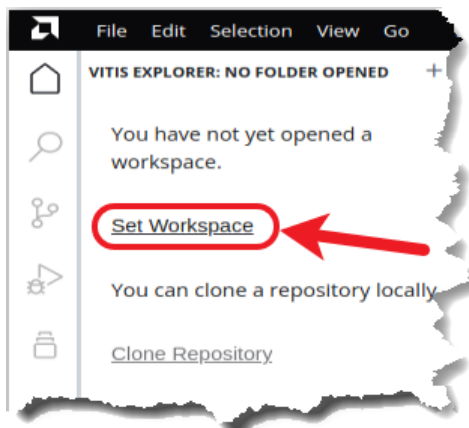 File Edit Selection View Go
VITIS EXPLORER: NO FOLDER OPENED
You have not yet opened a
workspace.
Set Workspace
You can clone a repository locally
Clone Repository